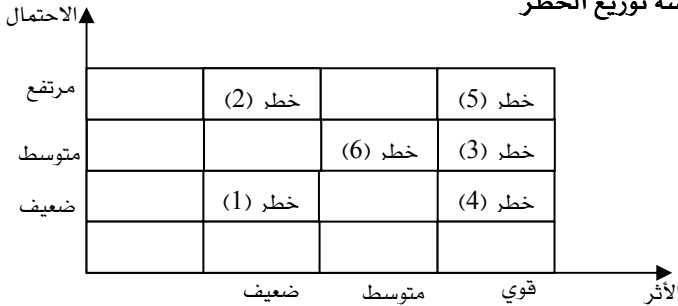 توزيع الخطر
الاحتمال
مرتفع
خطر (2)
خطر (5)
متوسط
خطر (6)
خطر (3)
ضعيف
خطر (1)
خطر (4)
ضعيف
متوسط
قوي
الأثر